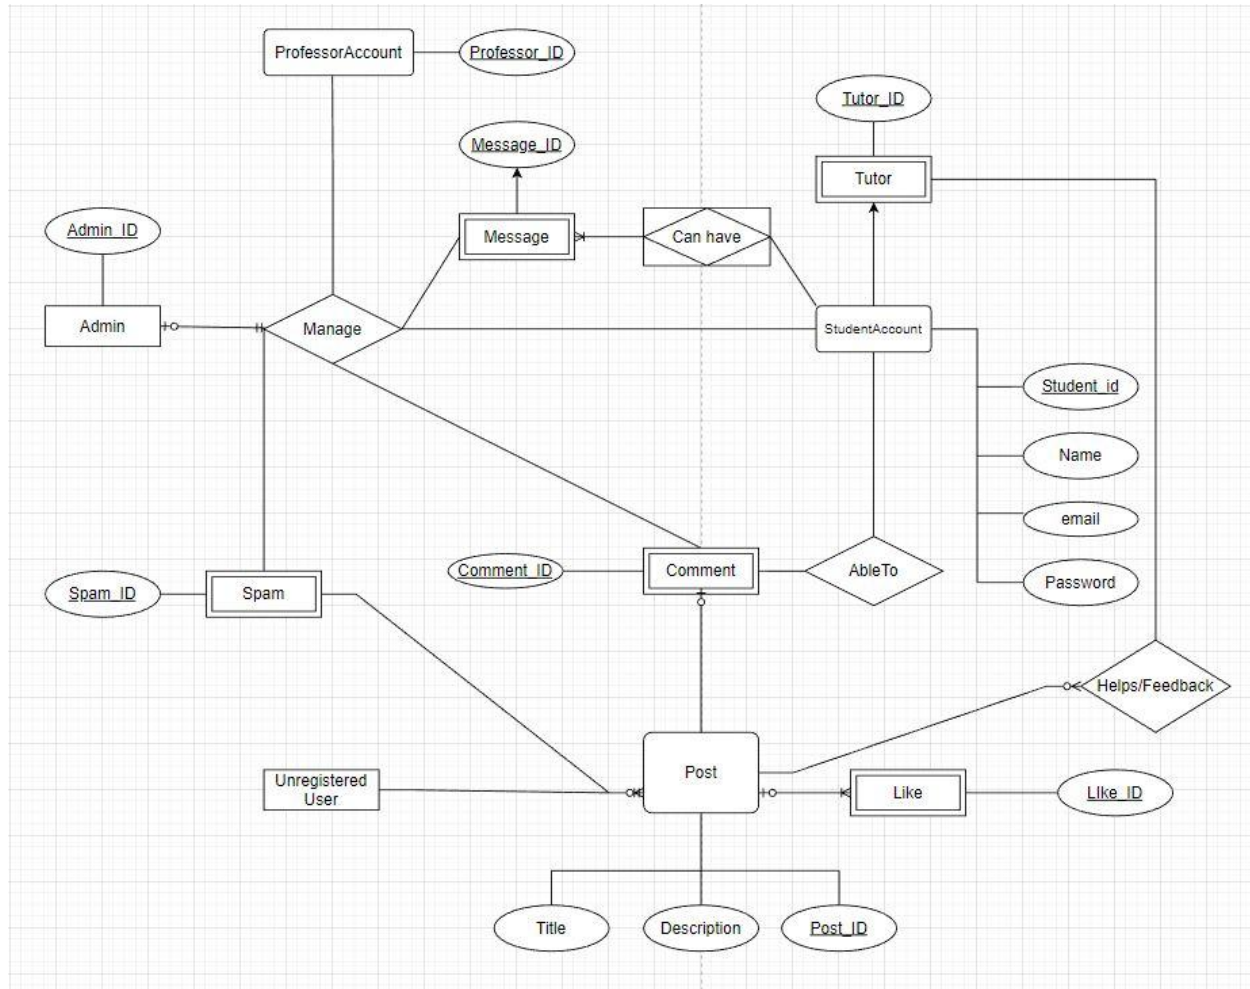 ProfessorAccount
Professor_ID
Tutor_ID
Message_ID
Tutor
Admin_ID
Message
Can have
Admin
Manage
StudentAccount
Student_id
Name
email
Comment_ID
Comment
AbleTo
Password
Spam_ID
Spam
Helps/Feedback
Post
Unregistered
User
Like
LIke_ID
Title
Description
Post_ID